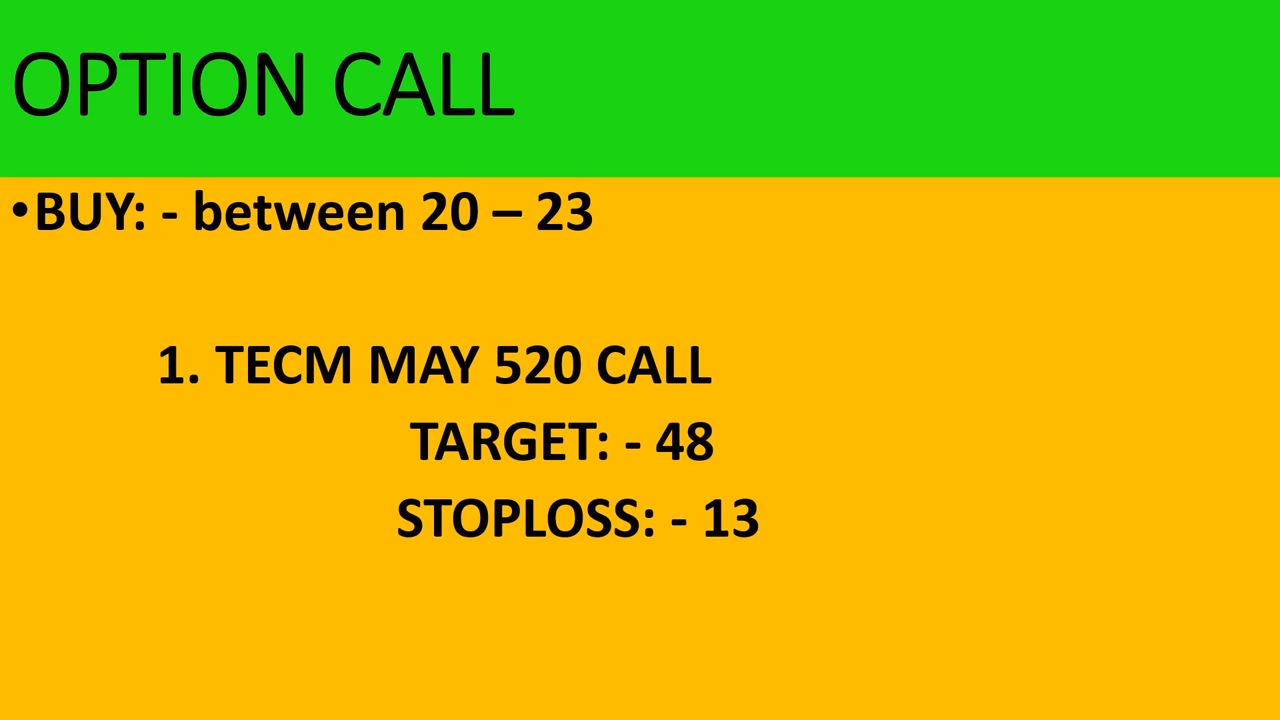 OPTION CALL
•BUY: - between 20 – 23
1. TECM MAY 520 CALL
TARGET: - 48
STOPLOSS: - 13